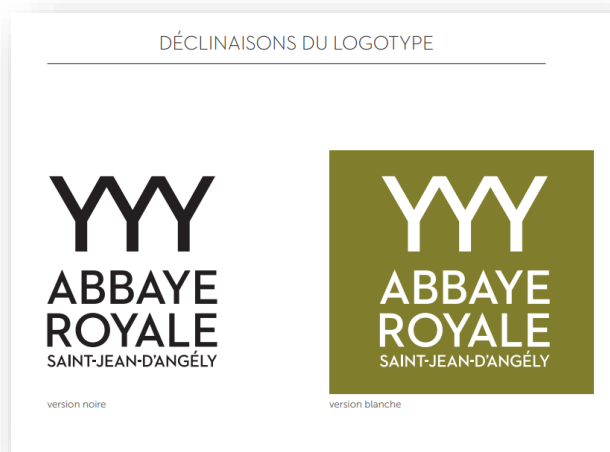 DÉCLINAISONS DU LOGOTYPE
YYY
ABBAYE
ROYALE
SAINT-JEAN-D'ANGÉLY
version noire
YYY
ABBAYE
ROYALE
SAINT-JEAN-D'ANGÉLY
version blanche